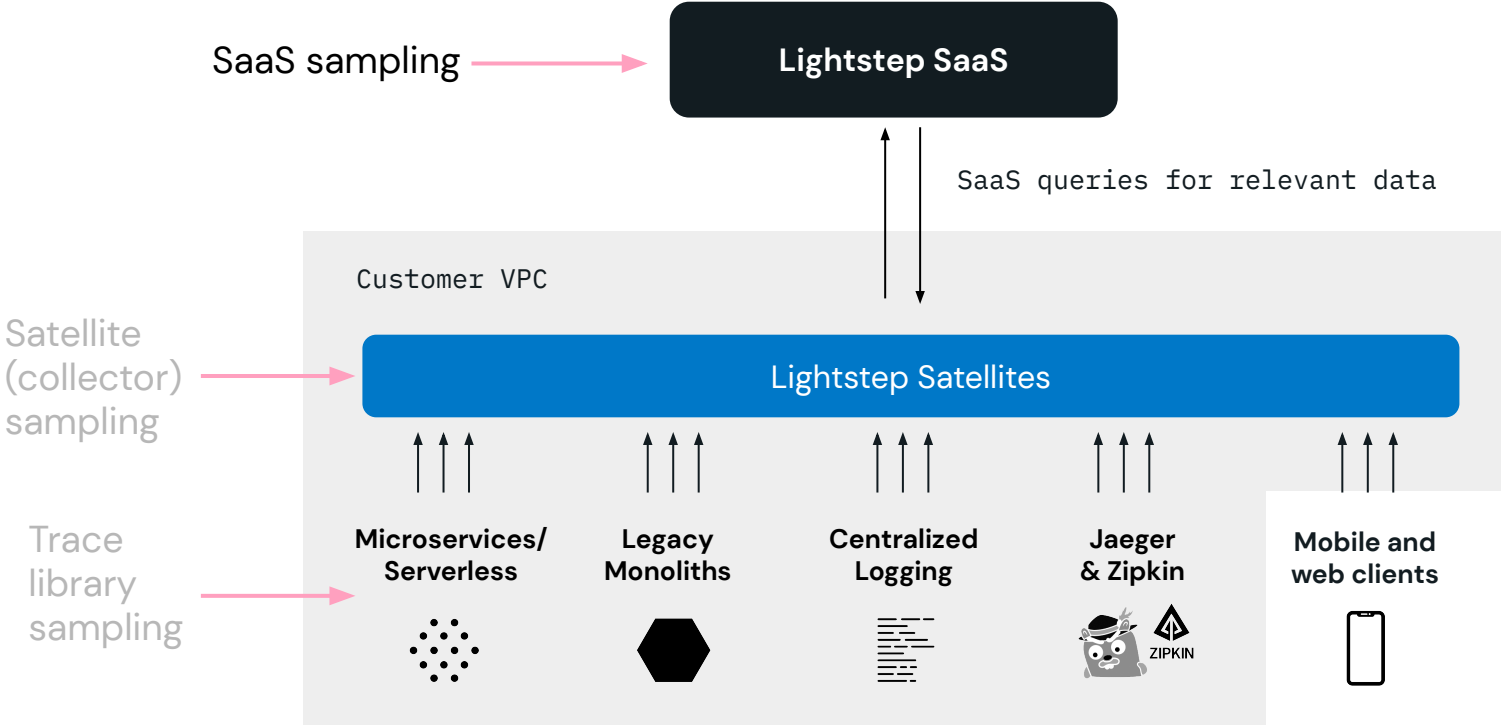 SaaS sampling
Lightstep SaaS
SaaS queries for relevant data
Customer VPC
Satellite
(collector)
sampling
Lightstep Satellites
Trace
library
sampling
Microservices/
Serverless
Legacy
Monoliths
Centralized
Logging
Jaeger
& Zipkin
ZIPKIN
Mobile and
web clients